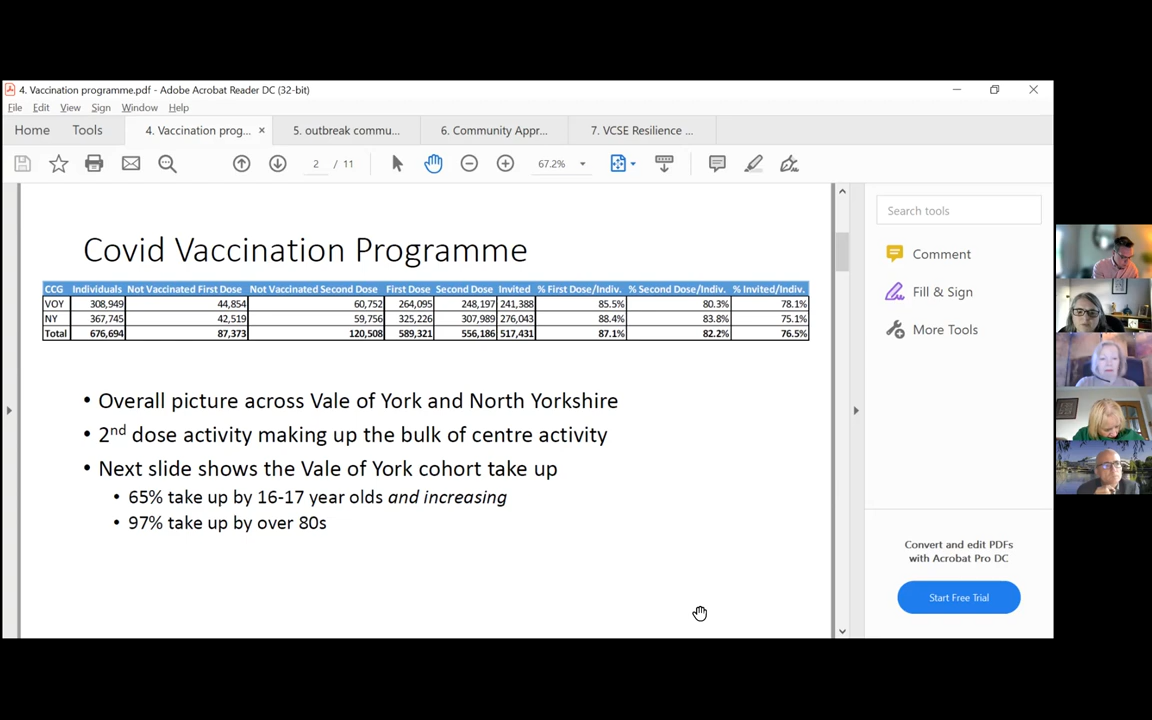 4. Vaccination programme.pdf - Adobe Acrobat Reader DC (32-bit)
File Edit View Sign Window Help
Home Tools 4. Vaccination prog... × 5. outbreak commu... 6. Community Appr... 7. VCSE Resilience ...
2 / 11 67.2%
Search tools
Comment
Fill & Sign
More Tools
Covid Vaccination Programme
CCG Individuals Not Vaccinated First Dose Not Vaccinated Second Dose First Dose Second Dose Invited % First Dose/Indiv. % Second Dose/Indiv. % Invited/Indiv.
VOY 308,949 44,854 60,752 264,095 248,197 241,388 85.5% 80.3% 78.1%
NY 367,745 42,519 59,756 325,226 307,989 276,043 88.4% 83.8% 75.1%
Total 676,694 87,373 120,508 589,321 556,186 517,431 87.1% 82.2% 76.5%
• Overall picture across Vale of York and North Yorkshire
• 2nd dose activity making up the bulk of centre activity
• Next slide shows the Vale of York cohort take up
• 65% take up by 16-17 year olds and increasing
• 97% take up by over 80s
Convert and edit PDFs
with Acrobat Pro DC
Start Free Trial